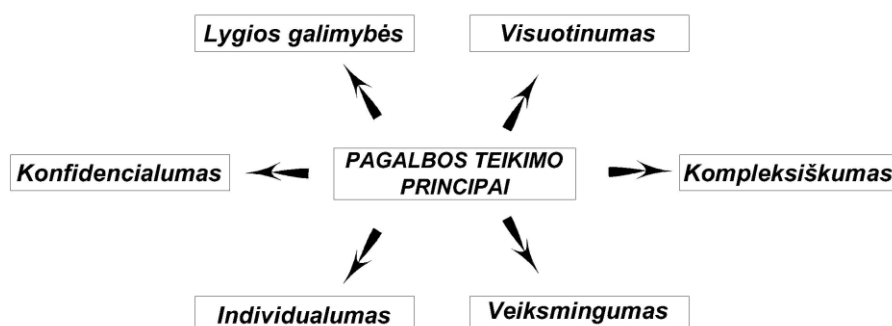 Lygios galimybės
Visuotinumas
Konfidencialumas
PAGALBOS TEIKIMO
PRINCIPAI
Kompleksiškumas
Individualumas
Veiksmingumas